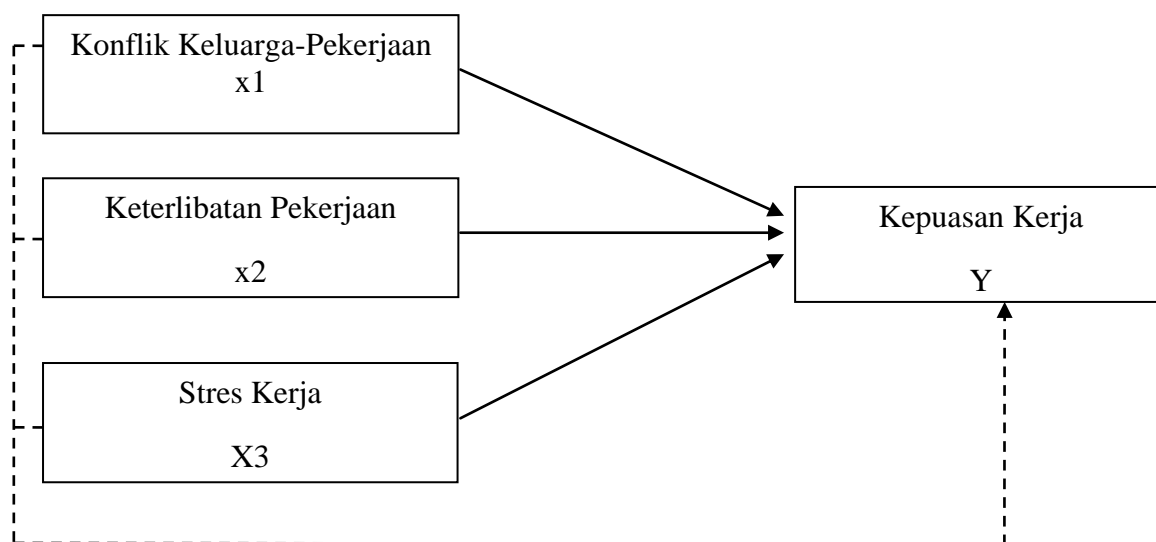 Konflik Keluarga-Pekerjaan
x1
Keterlibatan Pekerjaan
x2
Stres Kerja
X3
Kepuasan Kerja
Y